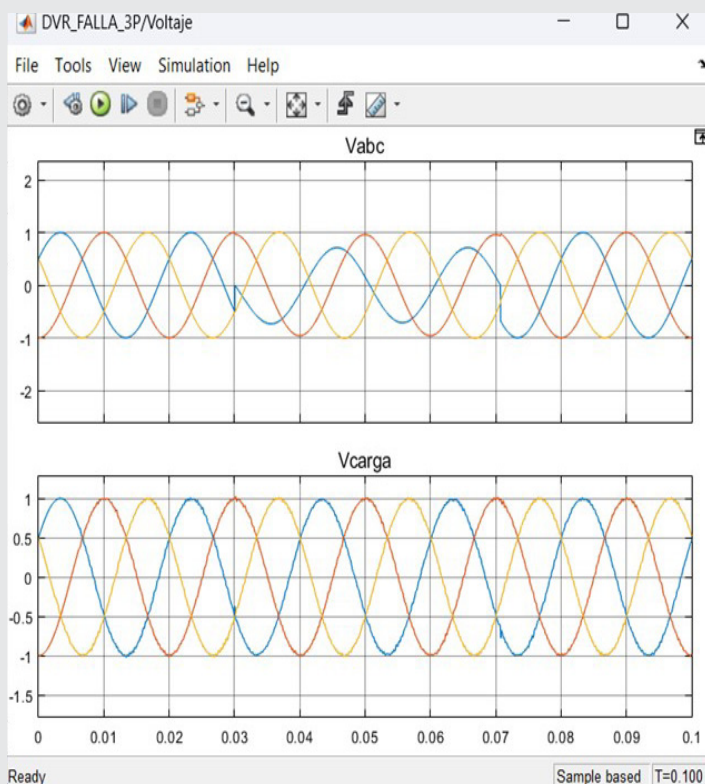 DVR_FALLA_3P/Voltaje
File Tools View Simulation Help
Vabc
2
1
0
-1
-2
Vcarga
1
0.5
0
-0.5
-1
-1.5
0 0.01 0.02 0.03 0.04 0.05 0.06 0.07 0.08 0.09 0.1
Ready Sample based T=0.100